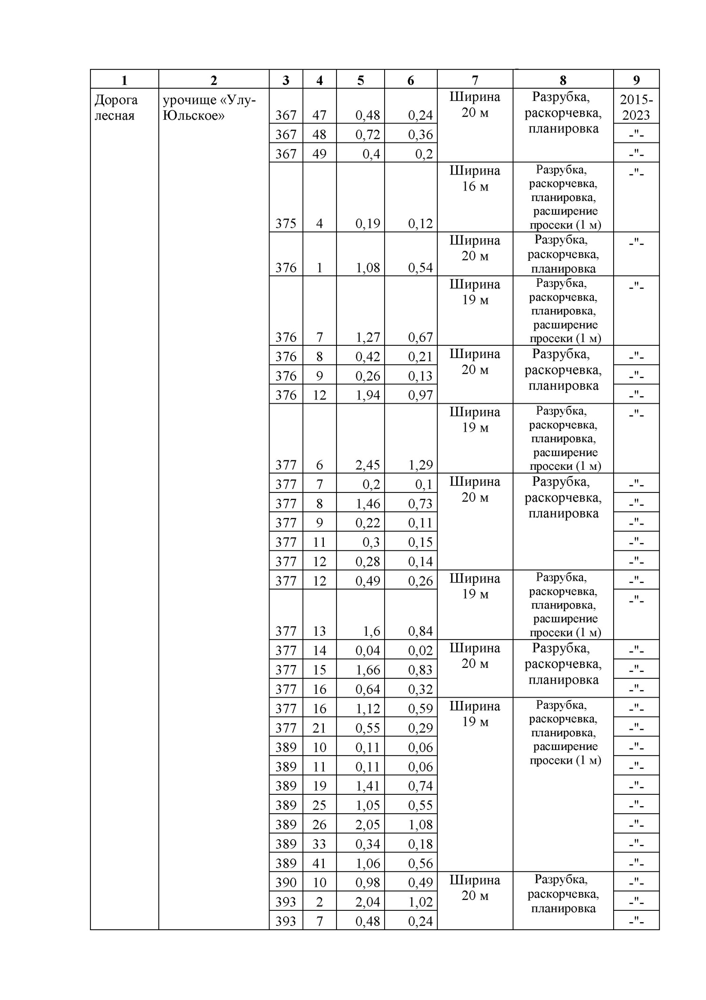 1 2 3 4 5 6 7 8 9
Дорога лесная урочище «Улу-Юльское» 367 47 0,48 0,24 Ширина 20 м Разрубка, раскорчевка, планировка 2015-2023
367 48 0,72 0,36 -"-
367 49 0,4 0,2 -"-
375 4 0,19 0,12 Ширина 16 м Разрубка, раскорчевка, планировка, расширение просеки (1 м) -"-
376 1 1,08 0,54 Ширина 20 м Разрубка, раскорчевка, планировка -"-
376 7 1,27 0,67 Ширина 19 м Разрубка, раскорчевка, планировка, расширение просеки (1 м) -"-
376 8 0,42 0,21 Ширина 20 м Разрубка, раскорчевка, планировка -"-
376 9 0,26 0,13 -"-
376 12 1,94 0,97 -"-
377 6 2,45 1,29 Ширина 19 м Разрубка, раскорчевка, планировка, расширение просеки (1 м) -"-
377 7 0,2 0,1 Ширина 20 м Разрубка, раскорчевка, планировка -"-
377 8 1,46 0,73 -"-
377 9 0,22 0,11 -"-
377 11 0,3 0,15 -"-
377 12 0,28 0,14 -"-
377 12 0,49 0,26 Ширина 19 м Разрубка, раскорчевка, планировка, расширение просеки (1 м) -"-
377 13 1,6 0,84 -"-
377 14 0,04 0,02 Ширина 20 м Разрубка, раскорчевка, планировка -"-
377 15 1,66 0,83 -"-
377 16 0,64 0,32 -"-
377 16 1,12 0,59 Ширина 19 м Разрубка, раскорчевка, планировка, расширение просеки (1 м) -"-
377 21 0,55 0,29 -"-
389 10 0,11 0,06 -"-
389 11 0,11 0,06 -"-
389 19 1,41 0,74 -"-
389 25 1,05 0,55 -"-
389 26 2,05 1,08 -"-
389 33 0,34 0,18 -"-
389 41 1,06 0,56 -"-
390 10 0,98 0,49 Ширина 20 м Разрубка, раскорчевка, планировка -"-
393 2 2,04 1,02 -"-
393 7 0,48 0,24 -"-